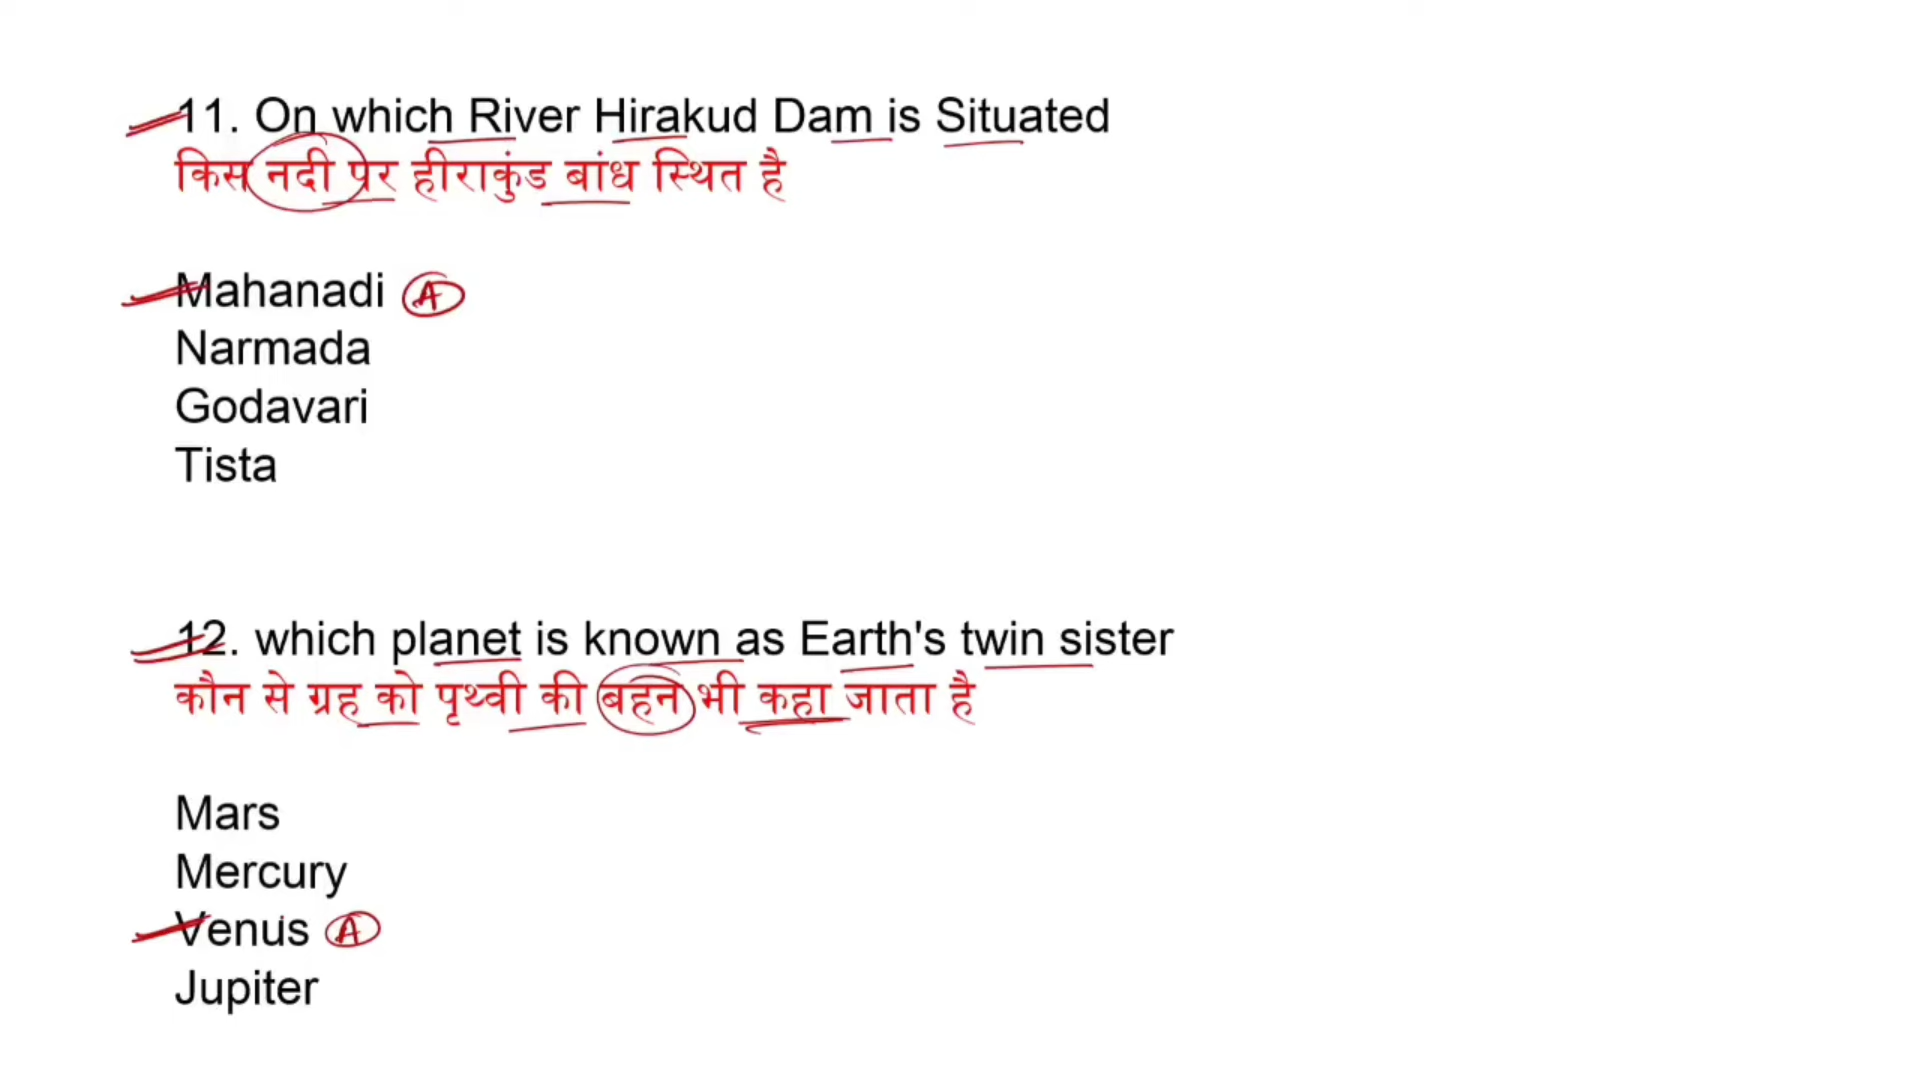 11. On which River Hirakud Dam is Situated
किस नदी पर हीराकुंड बांध स्थित है
Mahanadi A
Narmada
Godavari
Tista
12. which planet is known as Earth's twin sister
कौन से ग्रह को पृथ्वी की बहन भी कहा जाता है
Mars
Mercury
Venus A
Jupiter